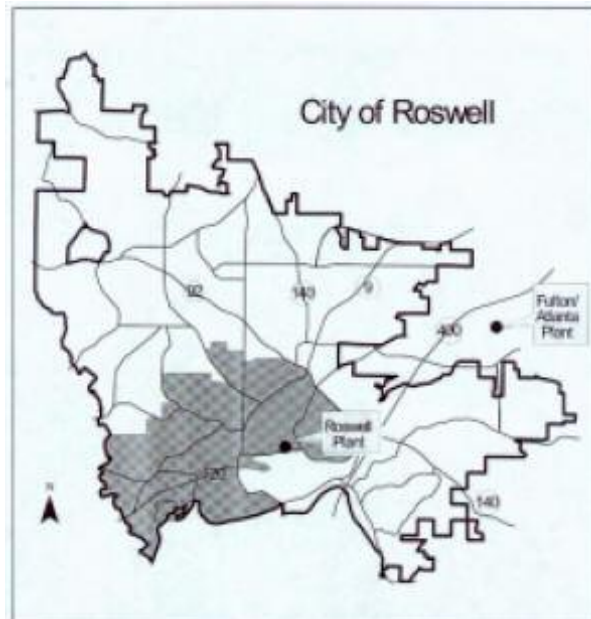 City of Roswell
92
140
9
400
Fulton/
Atlanta
Plant
Roswell
Plant
120
N
140